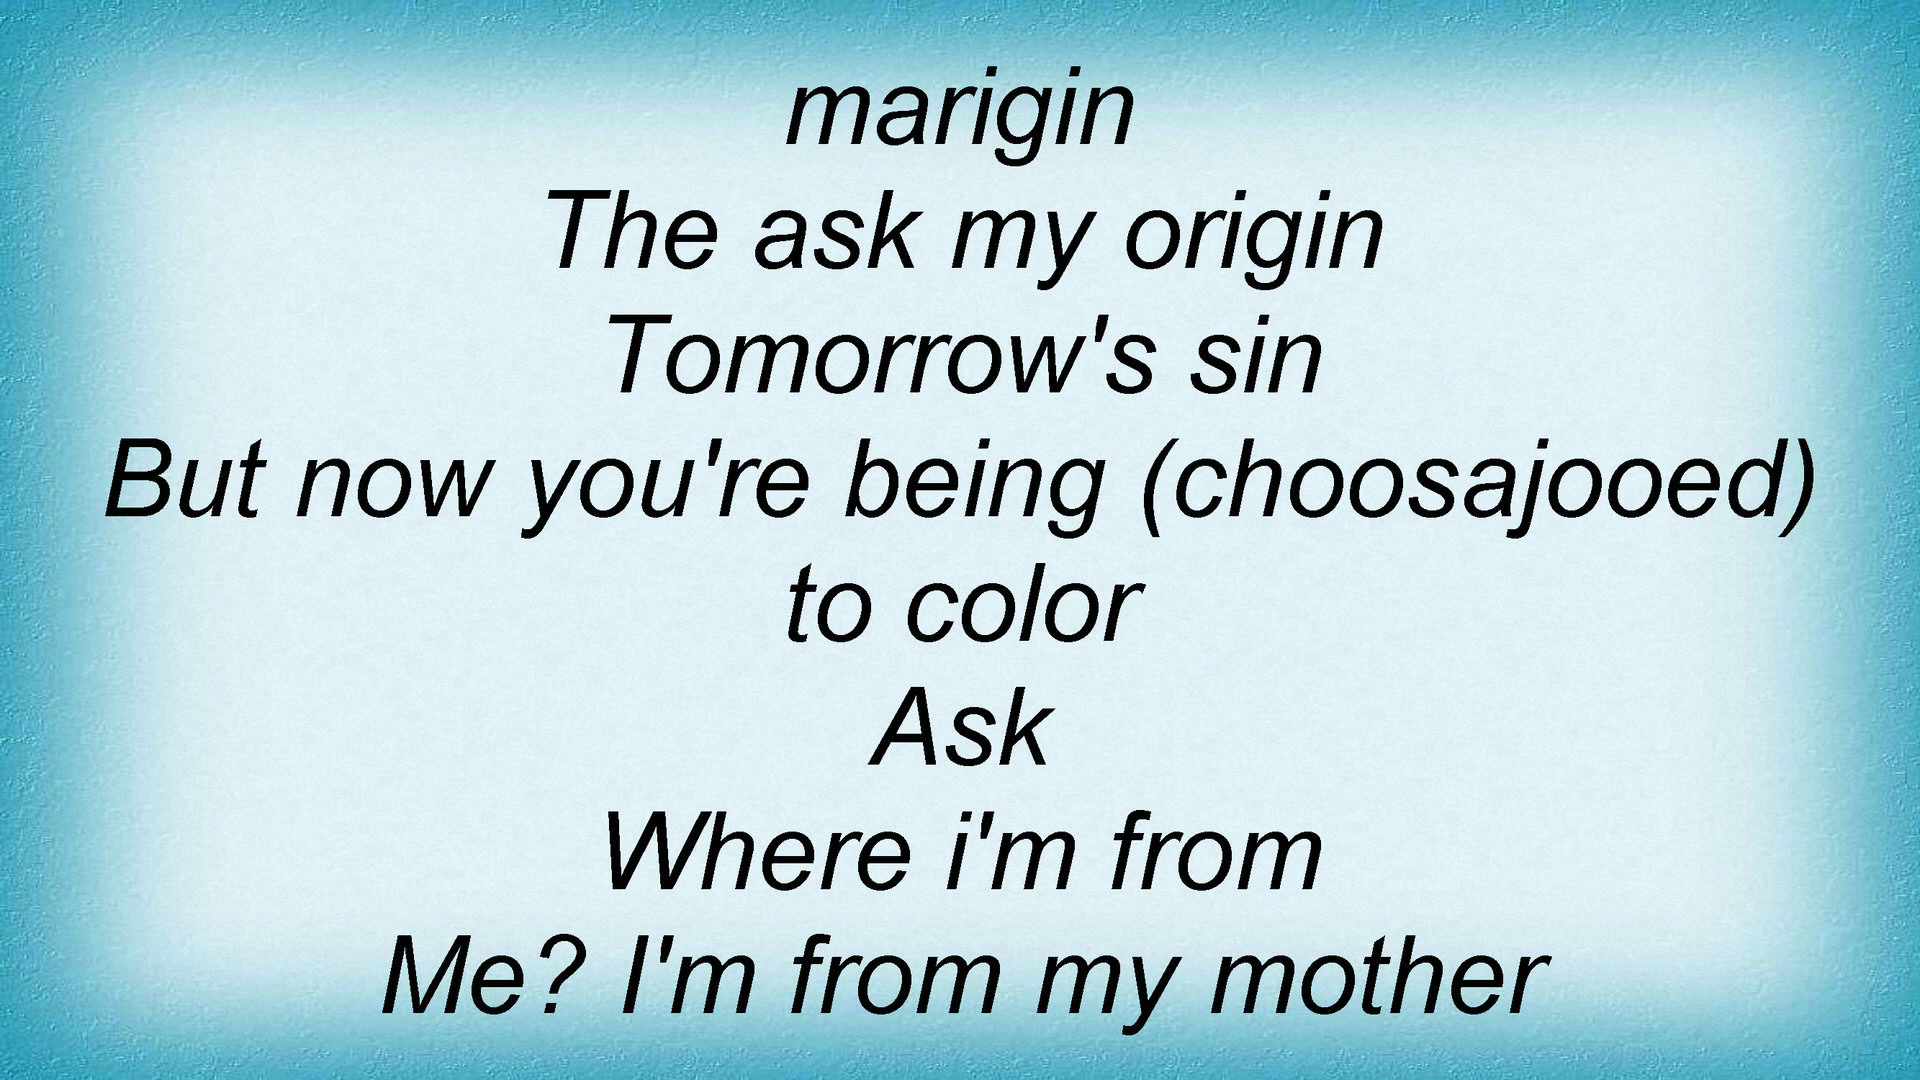 marigin
The ask my origin
Tomorrow's sin
But now you're being (choosajooed)
to color
Ask
Where i'm from
Me? I'm from my mother